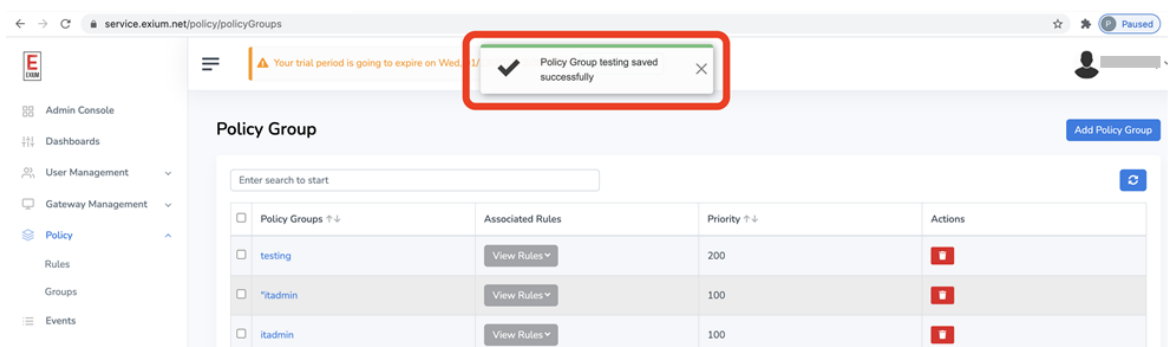 service.exium.net/policy/policyGroups
P Paused
E
EXIUM
Your trial period is going to expire on Wed, 01/
Policy Group testing saved
successfully
Admin Console
Dashboards
User Management
Gateway Management
Policy
Rules
Groups
Events
Policy Group
Add Policy Group
Enter search to start
Policy Groups Associated Rules Priority Actions
testing View Rules 200
"itadmin View Rules 100
itadmin View Rules 100